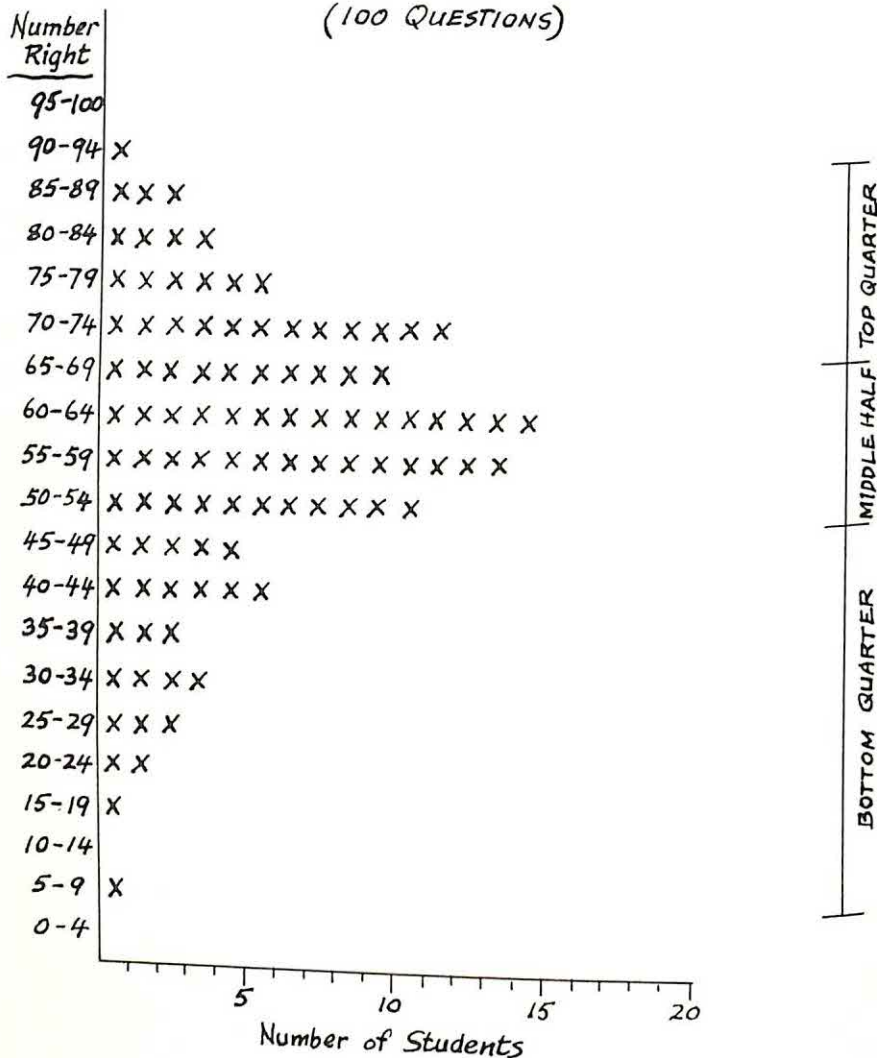 (100 QUESTIONS)
Number
Right
95-100
90-94 X
85-89 X X X
80-84 X X X X
75-79 X X X X X X
70-74 X X X X X X X X X X X X
65-69 X X X X X X X X X X
60-64 X X X X X X X X X X X X X X X
55-59 X X X X X X X X X X X X X X
50-54 X X X X X X X X X X X
45-49 X X X X X
40-44 X X X X X X
35-39 X X X
30-34 X X X X
25-29 X X X
20-24 X X
15-19 X
10-14
5-9 X
0-4
5 10 15 20
Number of Students
TOP QUARTER
MIDDLE HALF
BOTTOM QUARTER